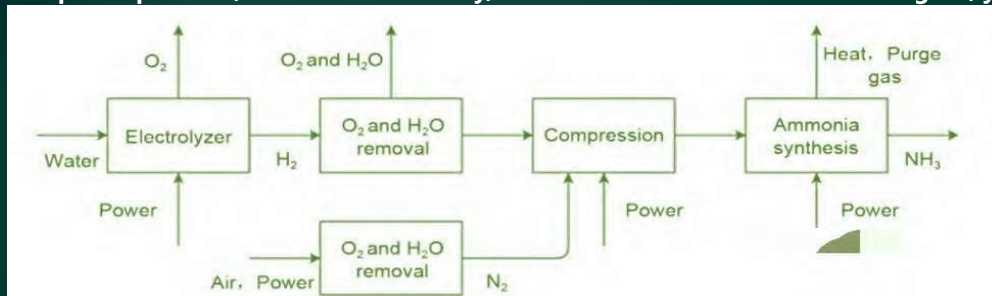 O₂
O₂ and H₂O
Heat, Purge
gas
Electrolyzer
O₂ and H₂O
removal
Compression
Ammonia
synthesis
Water
H₂
NH₃
Power
Power
Power
O₂ and H₂O
removal
Air, Power
N₂